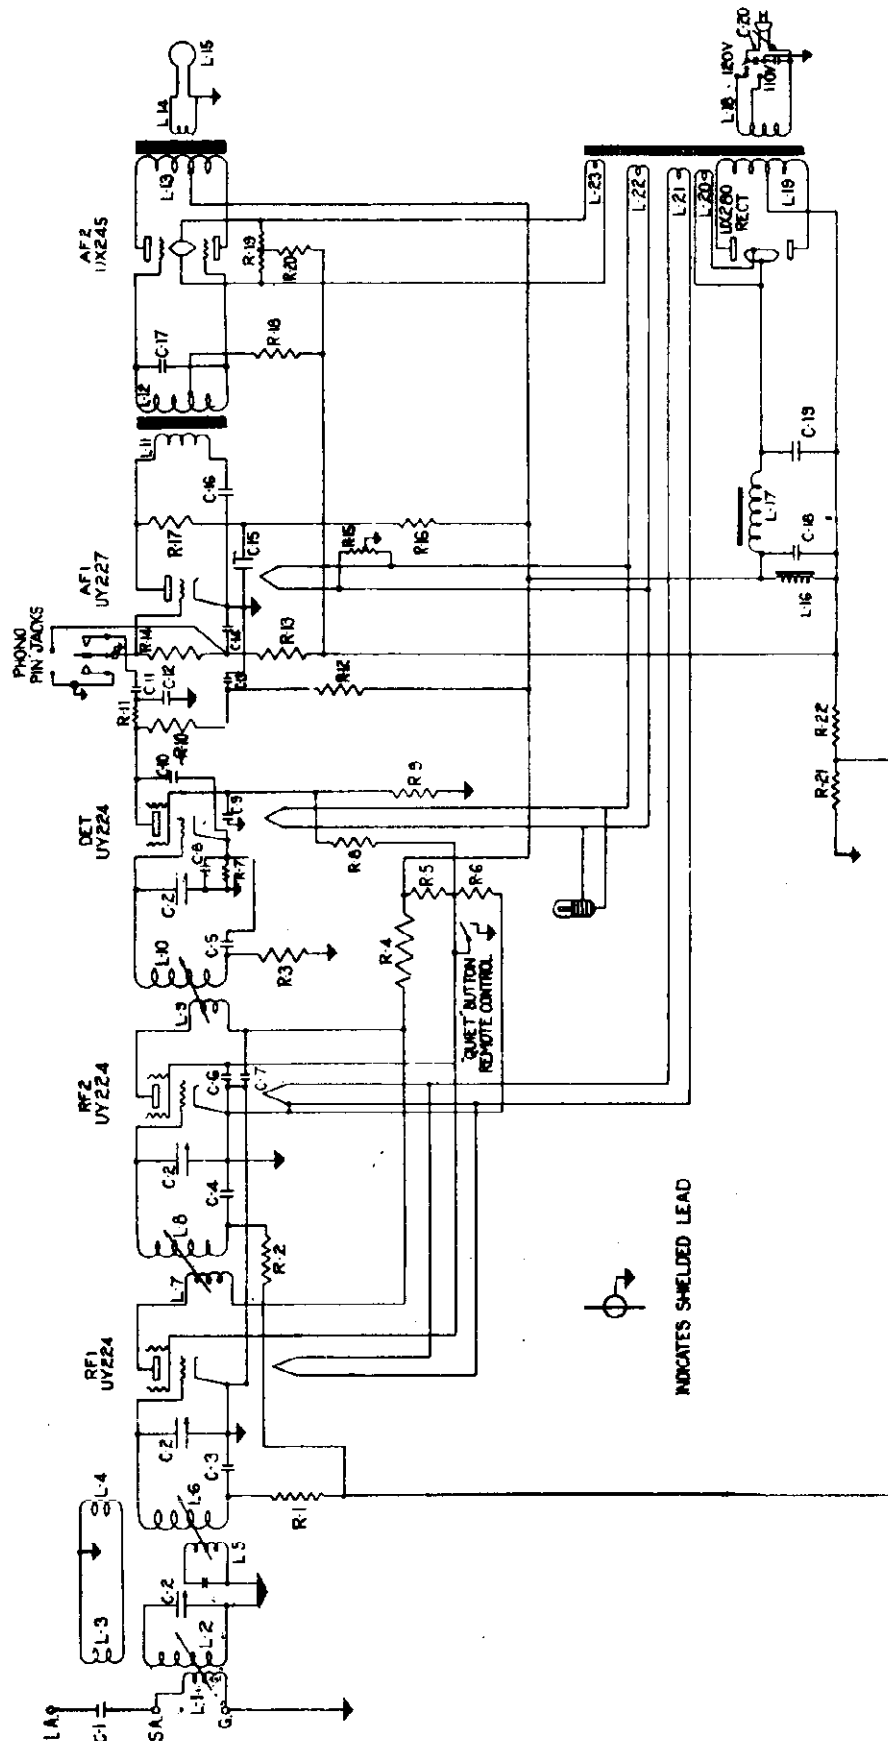 L.A.
C-1
S.A.
G.
L-1
L-2
C-2
L-3
L-4
L-5
L-6
C-2
C-3
R-1
RF1
UY224
L-7
L-8
R-2
C-2
C-4
RF2
UY224
C-6
C-7
L-9
L-10
C-5
R-3
C-2
C-8
R-7
DET
UY224
C-9
C-10
R-8
R-9
R-4
R-5
R-6
"QUIET" BUTTON
REMOTE CONTROL
R-10
R-11
C-11
C-12
PHONO
PIN JACKS
R-14
C-13
C-14
R-12
R-13
AF1
UY227
R-17
C-15
R-15
R-16
C-16
L-11
L-12
C-17
R-18
AF2
UX245
R-19
R-20
L-13
L-14
L-15
L-23
L-22
L-21
L-20
UX280
RECT
L-19
L-18
120V
110V
C-20
C-19
L-17
C-18
L-16
R-22
R-21
INDICATES SHIELDED LEAD